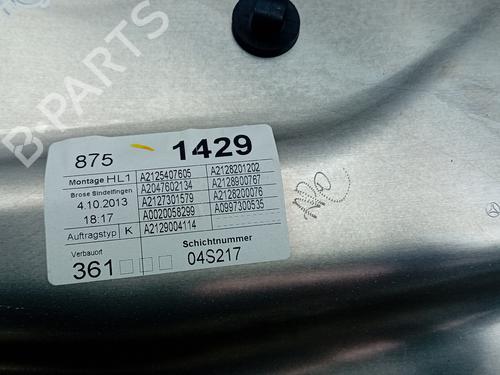 B-PARTS
875 1429
Montage HL1 A2125407605 A2128201202
Brose Sindelfingen A2047602134 A2128900767
4.10.2013 A2127301579 A2128200076
18:17 A0020058299 A0997300535
Auftragstyp K A2129004114
Verbauort Schichtnummer
361 04S217